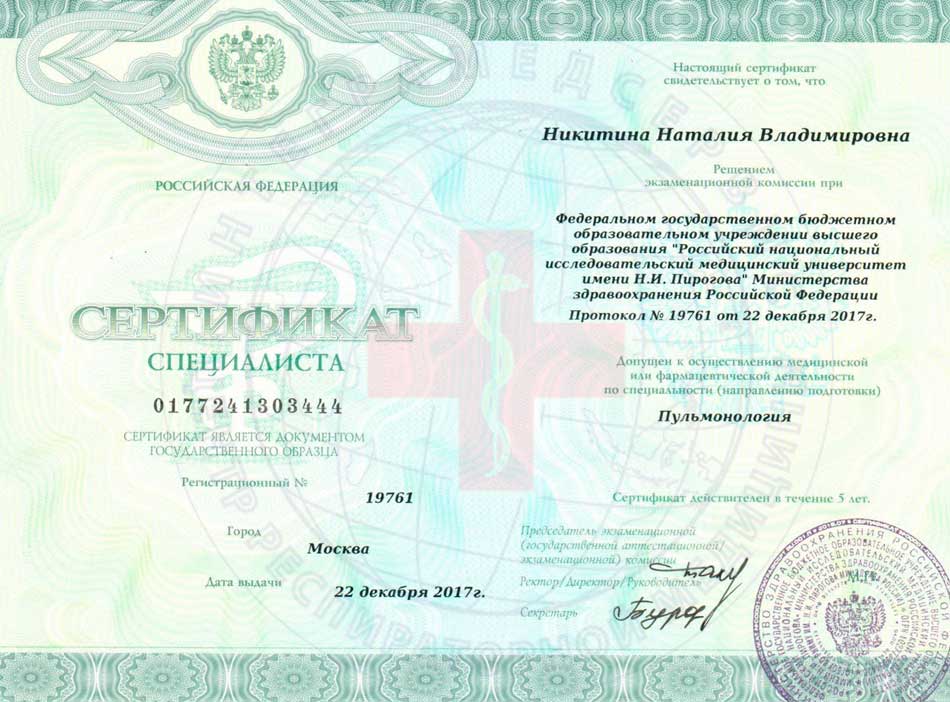 РОССИЙСКАЯ ФЕДЕРАЦИЯ
СЕРТИФИКАТ
СПЕЦИАЛИСТА
0177241303444
СЕРТИФИКАТ ЯВЛЯЕТСЯ ДОКУМЕНТОМ
ГОСУДАРСТВЕННОГО ОБРАЗЦА
Регистрационный №
19761
Город
Москва
Дата выдачи
22 декабря 2017г.
Настоящий сертификат
свидетельствует о том, что
Никитина Наталия Владимировна
Решением
экзаменационной комиссии при
Федеральном государственном бюджетном
образовательном учреждении высшего
образования "Российский национальный
исследовательский медицинский университет
имени Н.И. Пирогова" Министерства
здравоохранения Российской Федерации
Протокол № 19761 от 22 декабря 2017г.
Допущен к осуществлению медицинской
или фармацевтической деятельности
по специальности (направлению подготовки)
Пульмонология
Сертификат действителен в течение 5 лет.
Председатель экзаменационной
(государственной аттестационной/
экзаменационной) комиссии
Ректор/Директор/Руководитель
Секретарь